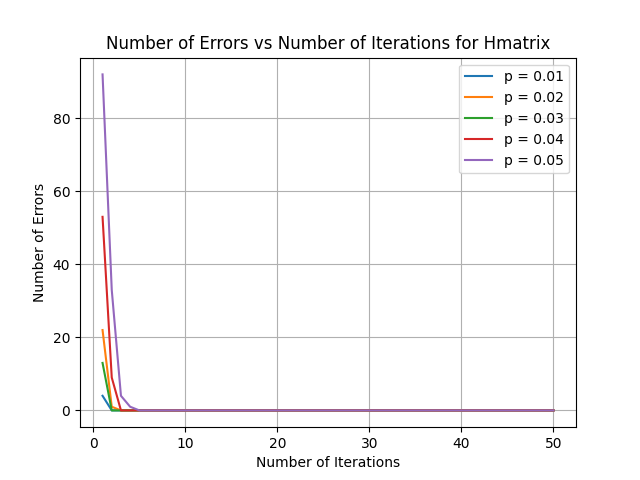 Number of Errors vs Number of Iterations for Hmatrix
p = 0.01
p = 0.02
p = 0.03
p = 0.04
p = 0.05
Number of Errors
80
60
40
20
0
0 10 20 30 40 50
Number of Iterations